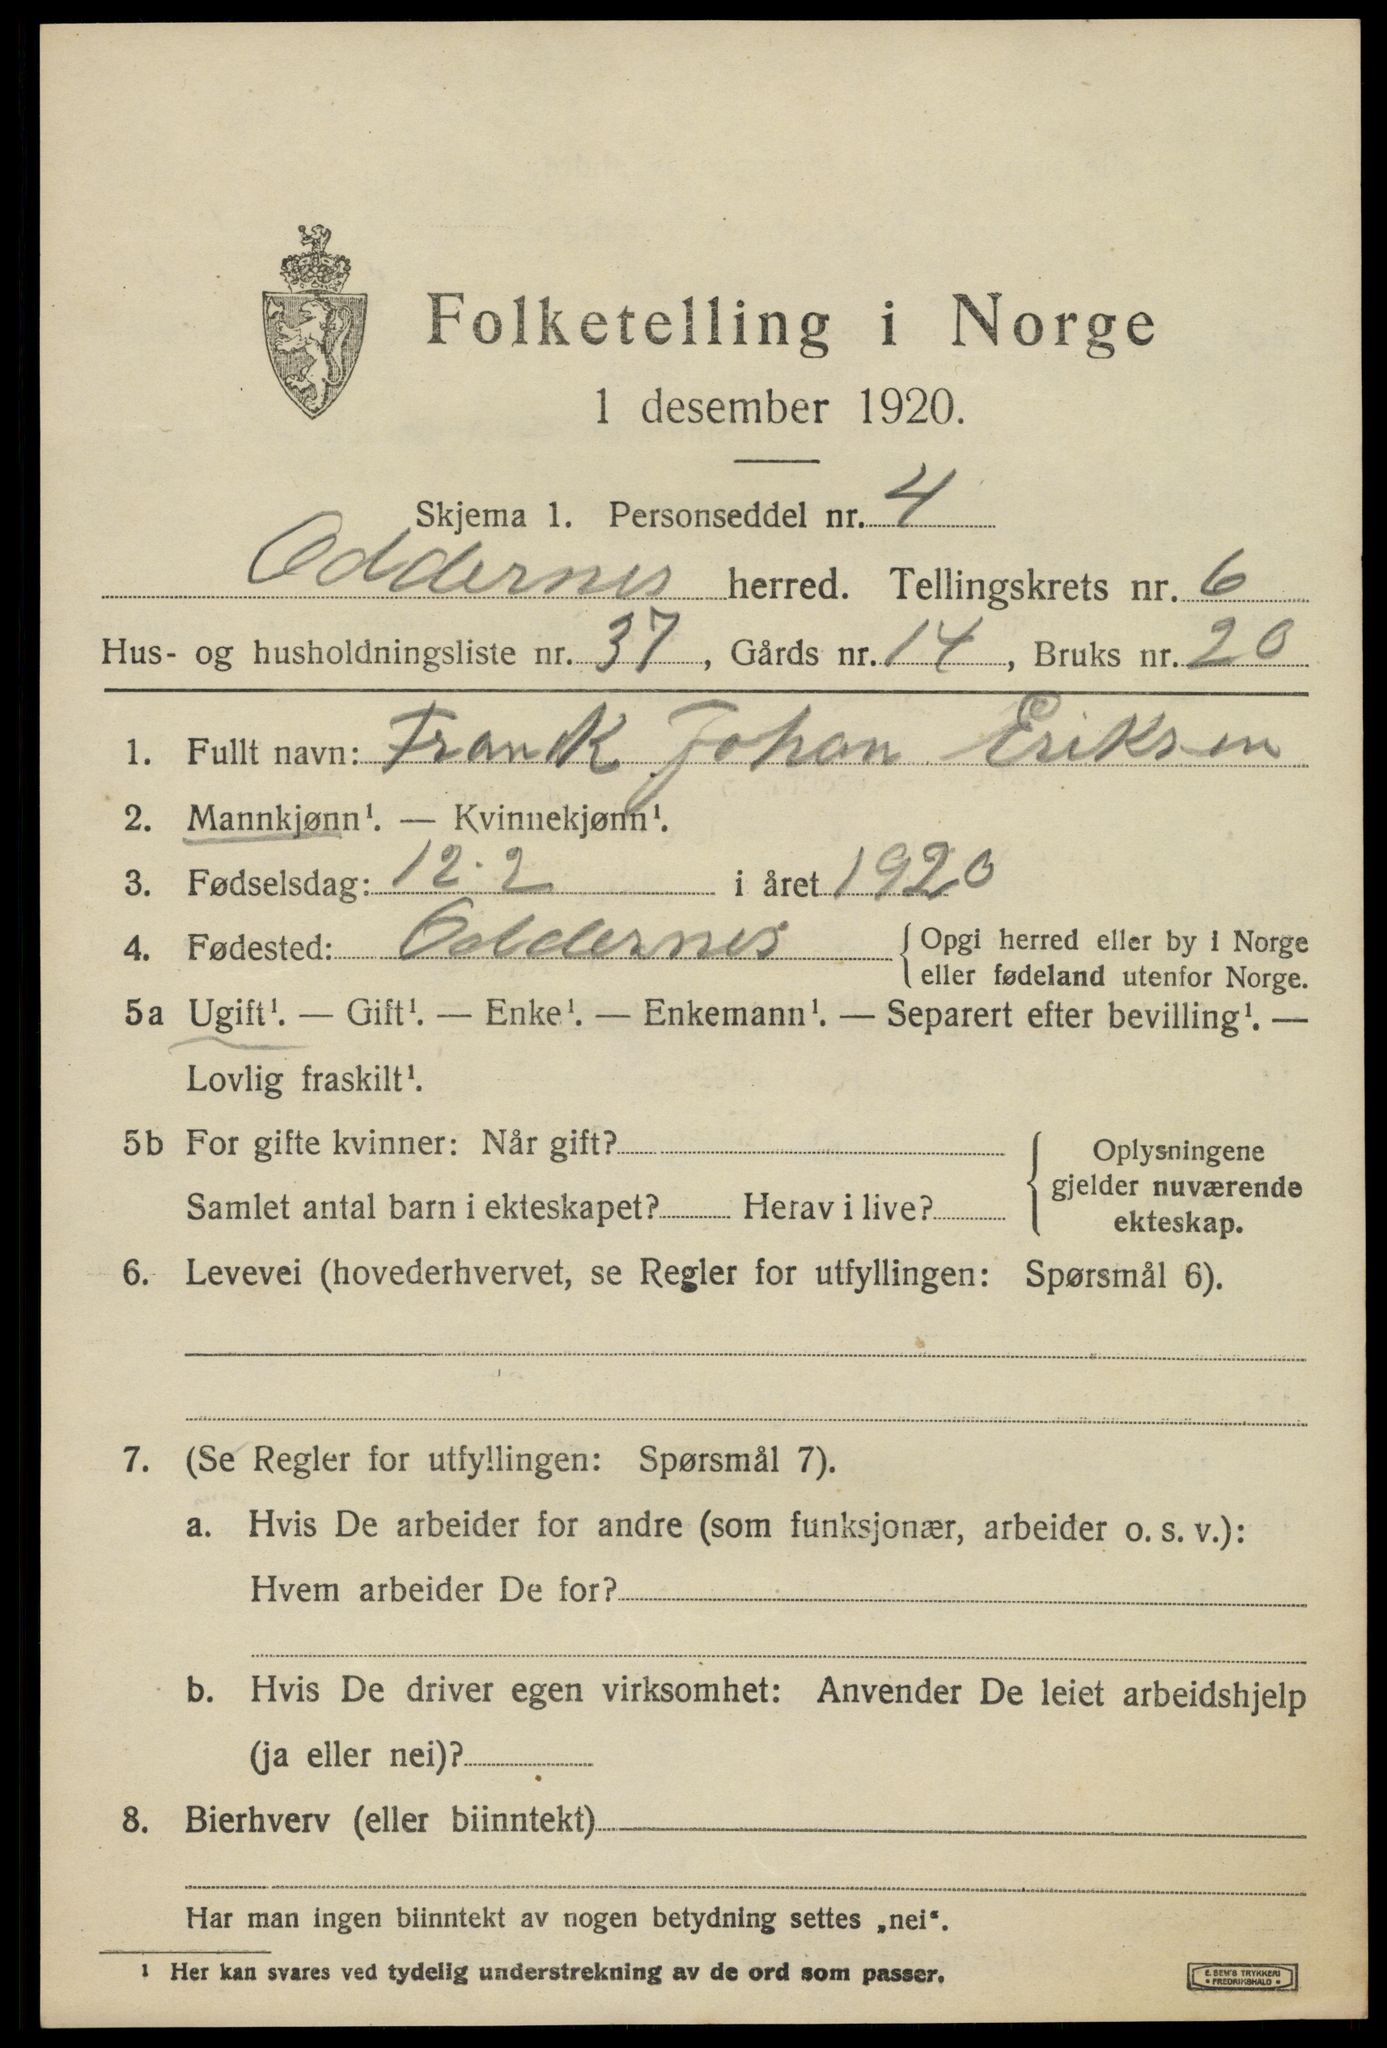 Folketelling i Norge
1 desember 1920.
Skjema 1. Personseddel nr. 4
Oddernes herred. Tellingskrets nr. 6
Hus- og husholdningsliste nr. 37, Gårds nr. 14, Bruks nr. 20
1. Fullt navn: Frank Johan Eriksen
2. Mannkjønn¹. — Kvinnekjønn¹.
3. Fødselsdag: 12.2 i året 1920
4. Fødested: Oddernes { Opgi herred eller by i Norge
eller fødeland utenfor Norge.
5a Ugift¹. — Gift¹. — Enke¹. — Enkemann¹. — Separert efter bevilling¹. —
Lovlig fraskilt¹.
5b For gifte kvinner: Når gift?
Samlet antal barn i ekteskapet? Herav i live?
{ Oplysningene
gjelder nuværende
ekteskap.
6. Levevei (hovederhvervet, se Regler for utfyllingen: Spørsmål 6).
7. (Se Regler for utfyllingen: Spørsmål 7).
a. Hvis De arbeider for andre (som funksjonær, arbeider o. s. v.):
Hvem arbeider De for?
b. Hvis De driver egen virksomhet: Anvender De leiet arbeidshjelp
(ja eller nei)?
8. Bierhverv (eller biinntekt)
Har man ingen biinntekt av nogen betydning settes „nei“.
¹ Her kan svares ved tydelig understrekning av de ord som passer.
E. SEM'S TRYKKERI
• FREDRIKSHALD •